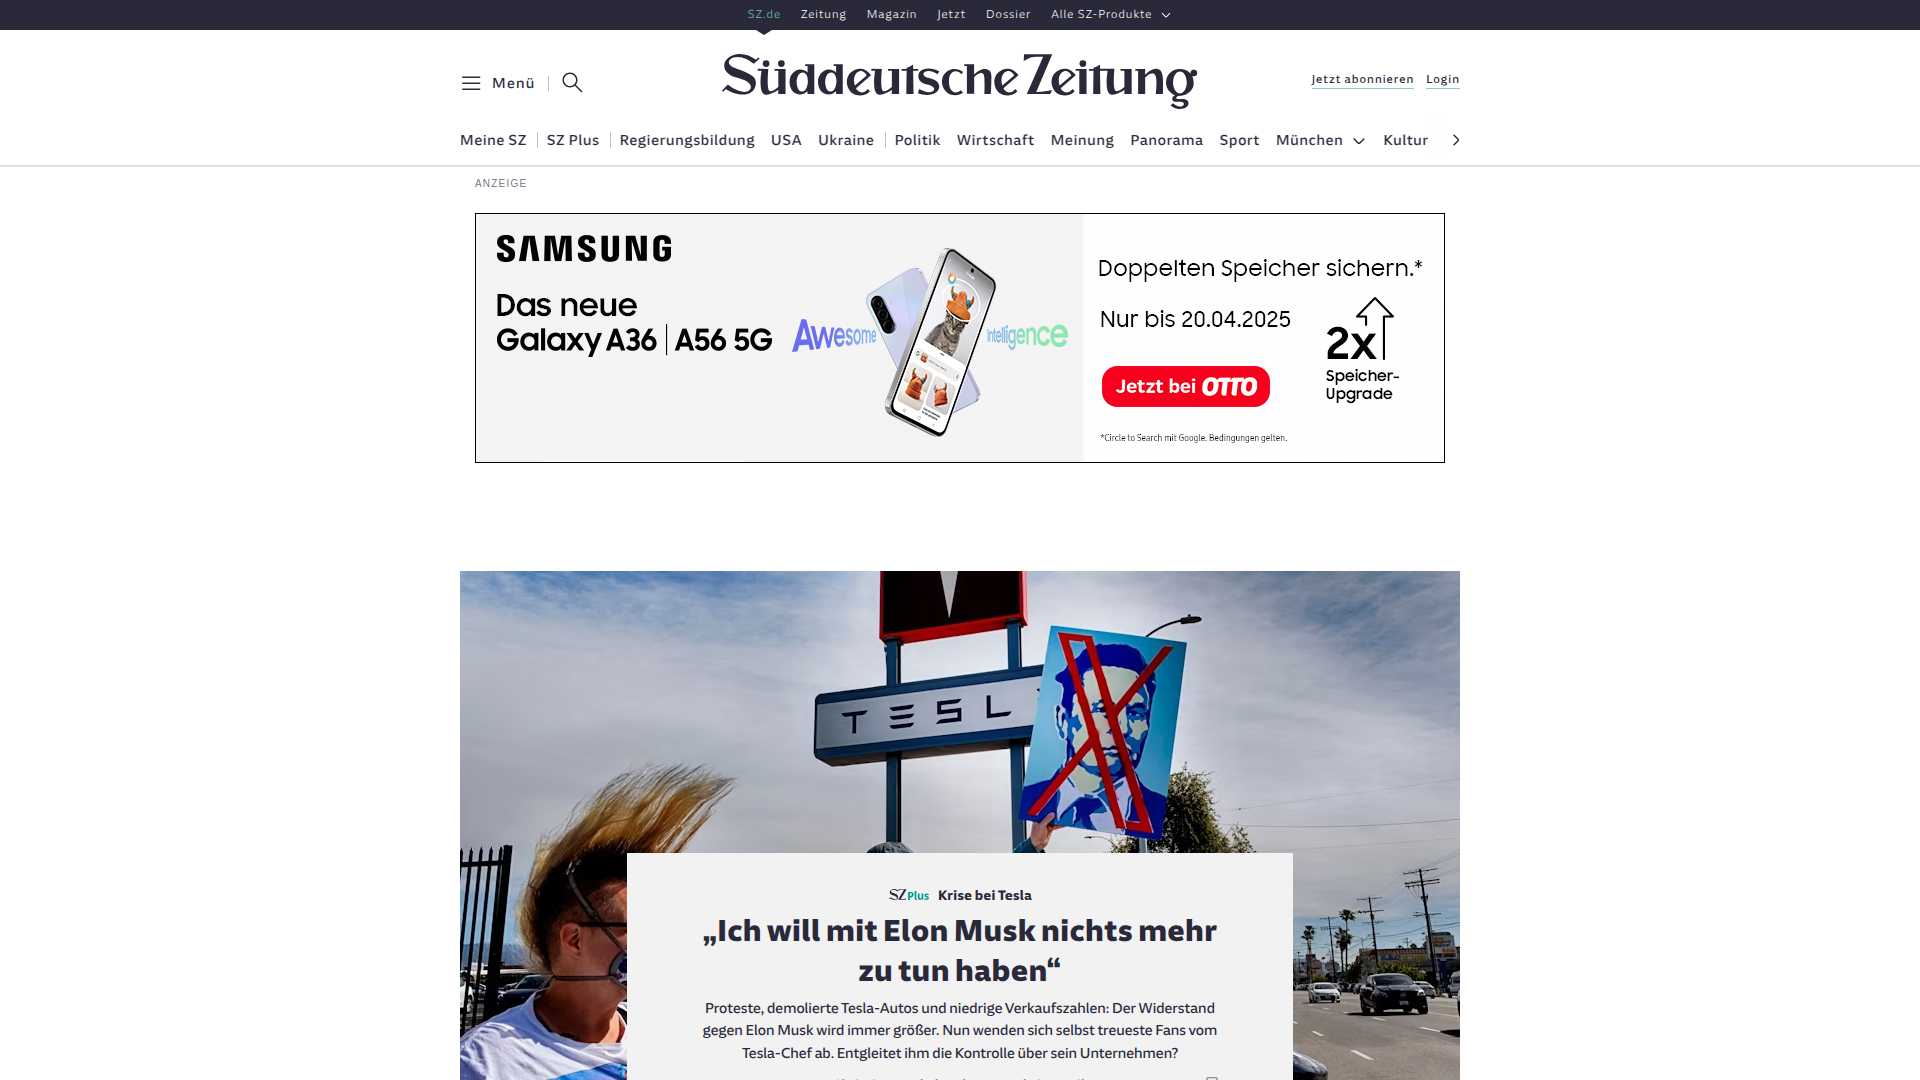 SZ.de Zeitung Magazin Jetzt Dossier Alle SZ-Produkte
Menü
Süddeutsche Zeitung
Jetzt abonnieren Login
Meine SZ SZ Plus Regierungsbildung USA Ukraine Politik Wirtschaft Meinung Panorama Sport München Kultur
ANZEIGE
SAMSUNG
Das neue
Galaxy A36 | A56 5G
Awesome Intelligence
Doppelten Speicher sichern.*
Nur bis 20.04.2025
2x
Speicher-
Upgrade
Jetzt bei OTTO
*Circle to Search mit Google. Bedingungen gelten.
TESL
SZ Plus Krise bei Tesla
„Ich will mit Elon Musk nichts mehr
zu tun haben“
Proteste, demolierte Tesla-Autos und niedrige Verkaufszahlen: Der Widerstand
gegen Elon Musk wird immer größer. Nun wenden sich selbst treueste Fans vom
Tesla-Chef ab. Entgleitet ihm die Kontrolle über sein Unternehmen?